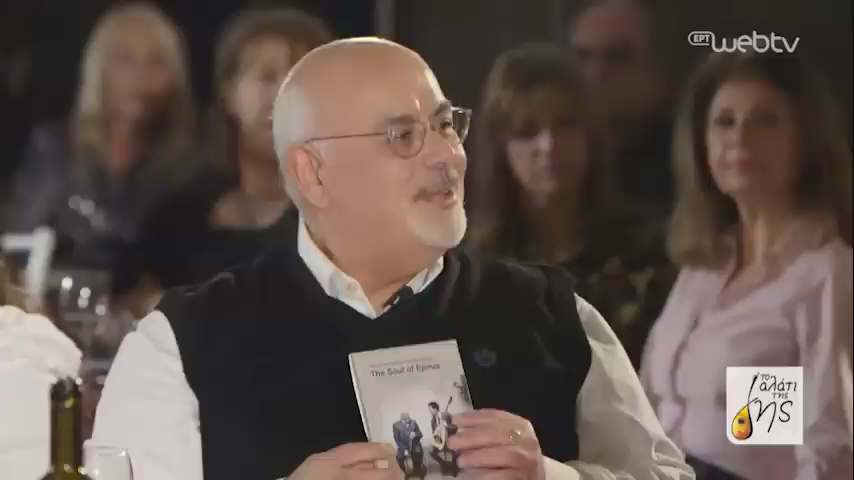 ΕΡΤ webtv
The Soul of Epirus
το
αλάτι
της
γης